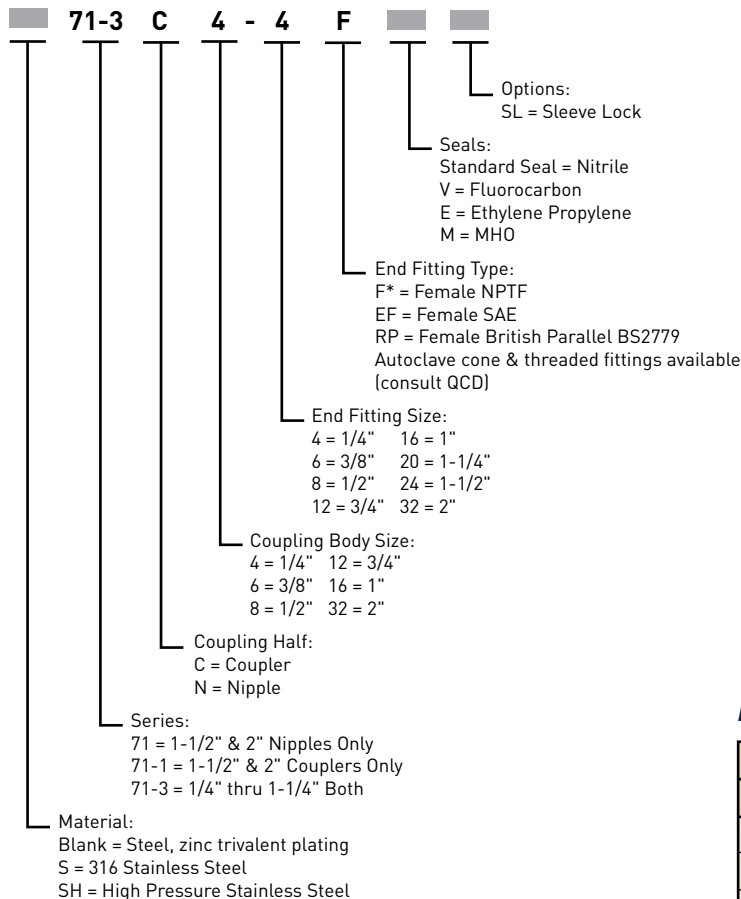 71-3 C 4 - 4 F
Options:
SL = Sleeve Lock
Seals:
Standard Seal = Nitrile
V = Fluorocarbon
E = Ethylene Propylene
M = MHO
End Fitting Type:
F* = Female NPTF
EF = Female SAE
RP = Female British Parallel BS2779
Autoclave cone & threaded fittings available
(consult QCD)
End Fitting Size:
4 = 1/4" 16 = 1"
6 = 3/8" 20 = 1-1/4"
8 = 1/2" 24 = 1-1/2"
12 = 3/4" 32 = 2"
Coupling Body Size:
4 = 1/4" 12 = 3/4"
6 = 3/8" 16 = 1"
8 = 1/2" 32 = 2"
Coupling Half:
C = Coupler
N = Nipple
Series:
71 = 1-1/2" & 2" Nipples Only
71-1 = 1-1/2" & 2" Couplers Only
71-3 = 1/4" thru 1-1/4" Both
Material:
Blank = Steel, zinc trivalent plating
S = 316 Stainless Steel
SH = High Pressure Stainless Steel